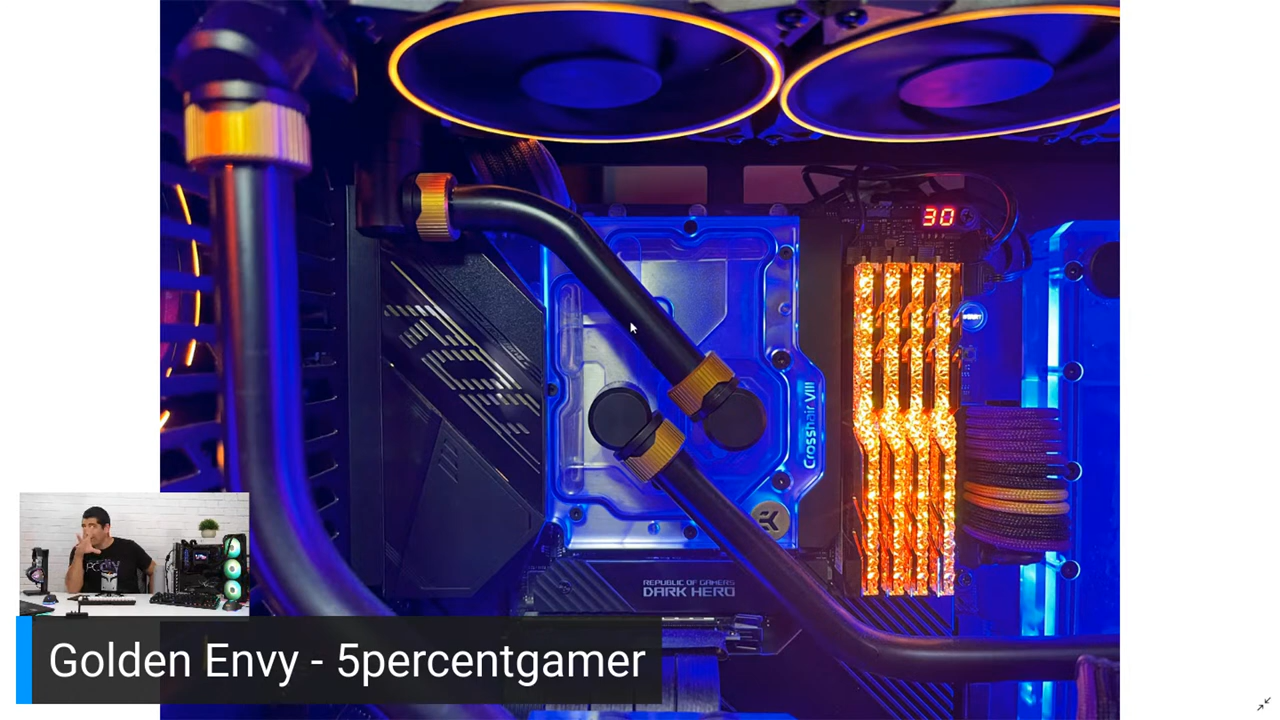 30
Crosshair VIII
EK
REPUBLIC OF GAMERS
DARK HERO
Golden Envy - 5percentgamer